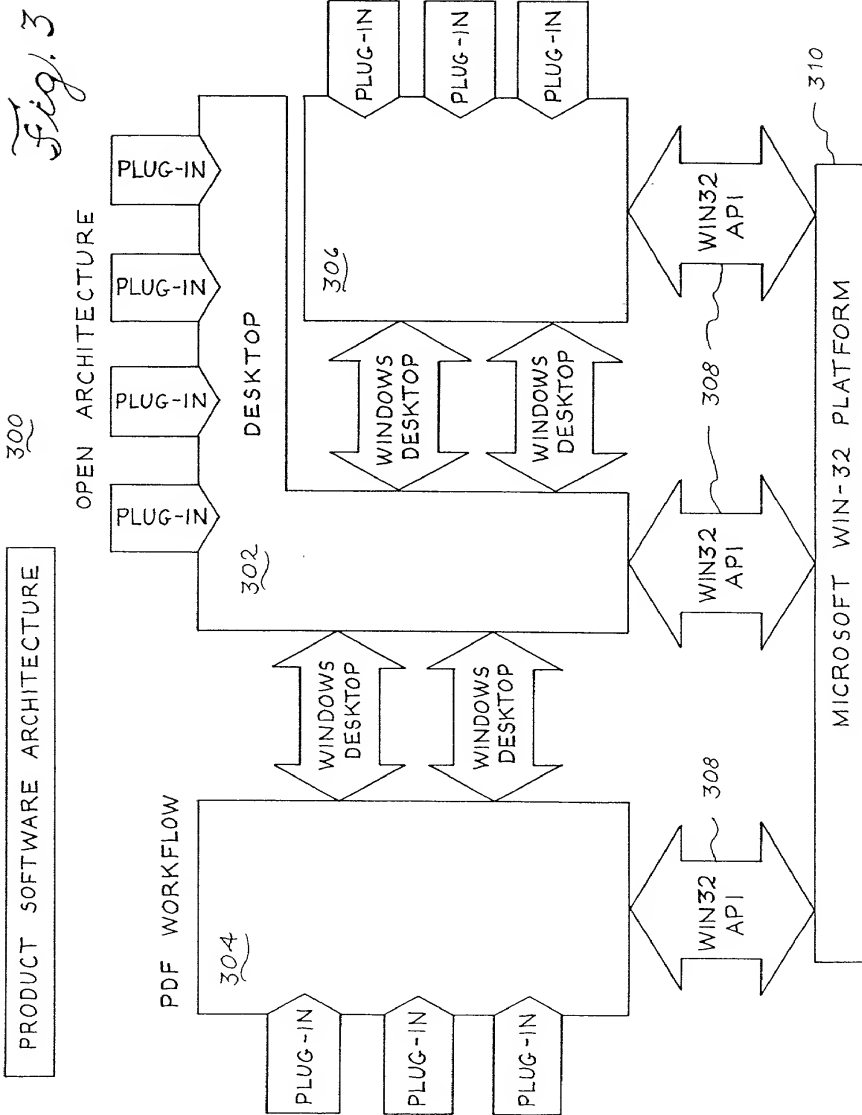 PRODUCT SOFTWARE ARCHITECTURE
300
Fig. 3
OPEN ARCHITECTURE
PLUG-IN
PLUG-IN
PLUG-IN
PLUG-IN
DESKTOP
302
PDF WORKFLOW
304
PLUG-IN
PLUG-IN
PLUG-IN
WINDOWS
DESKTOP
WINDOWS
DESKTOP
WINDOWS
DESKTOP
WINDOWS
DESKTOP
306
PLUG-IN
PLUG-IN
PLUG-IN
WIN32
API
308
WIN32
API
308
WIN32
API
MICROSOFT WIN-32 PLATFORM
310